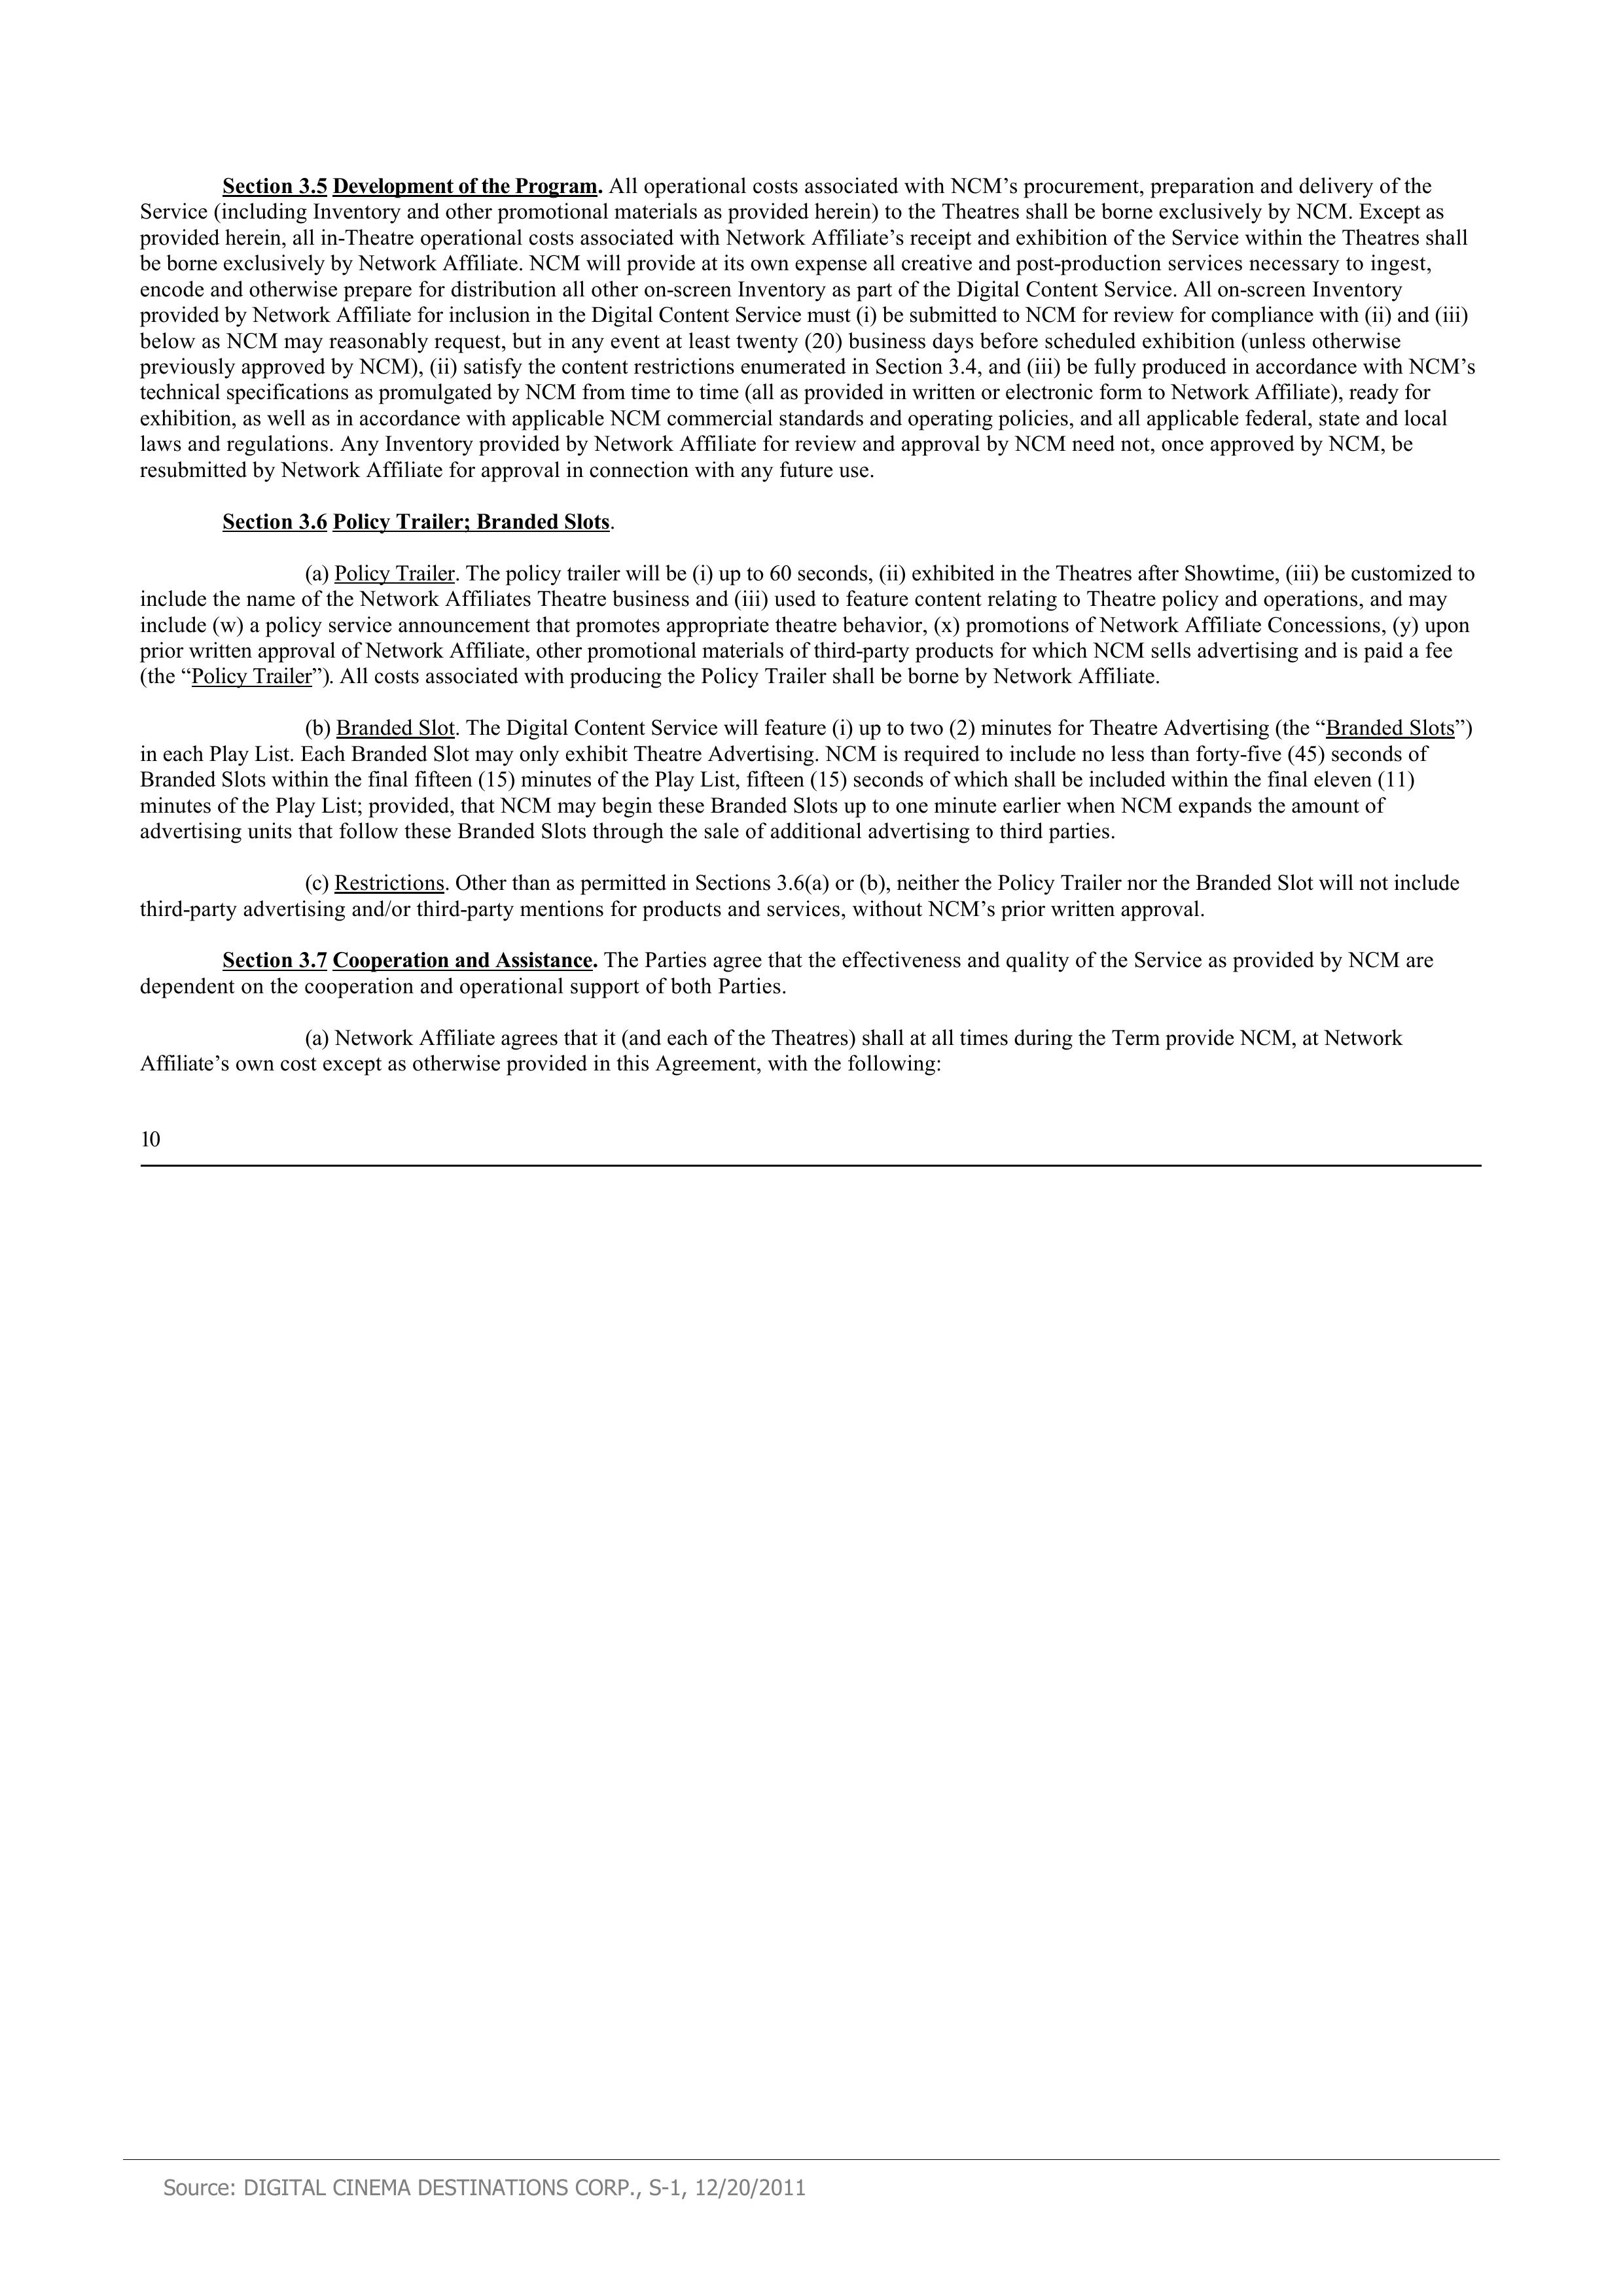 Section 3.5 Development of the Program. All operational costs associated with NCM’s procurement, preparation and delivery of the
Service (including Inventory and other promotional materials as provided herein) to the Theatres shall be borne exclusively by NCM. Except as
provided herein, all in-Theatre operational costs associated with Network Affiliate’s receipt and exhibition of the Service within the Theatres shall
be borne exclusively by Network Affiliate. NCM will provide at its own expense all creative and post-production services necessary to ingest,
encode and otherwise prepare for distribution all other on-screen Inventory as part of the Digital Content Service. All on-screen Inventory
provided by Network Affiliate for inclusion in the Digital Content Service must (i) be submitted to NCM for review for compliance with (ii) and (iii)
below as NCM may reasonably request, but in any event at least twenty (20) business days before scheduled exhibition (unless otherwise
previously approved by NCM), (ii) satisfy the content restrictions enumerated in Section 3.4, and (iii) be fully produced in accordance with NCM’s
technical specifications as promulgated by NCM from time to time (all as provided in written or electronic form to Network Affiliate), ready for
exhibition, as well as in accordance with applicable NCM commercial standards and operating policies, and all applicable federal, state and local
laws and regulations. Any Inventory provided by Network Affiliate for review and approval by NCM need not, once approved by NCM, be
resubmitted by Network Affiliate for approval in connection with any future use.
Section 3.6 Policy Trailer; Branded Slots.
(a) Policy Trailer. The policy trailer will be (i) up to 60 seconds, (ii) exhibited in the Theatres after Showtime, (iii) be customized to
include the name of the Network Affiliates Theatre business and (iii) used to feature content relating to Theatre policy and operations, and may
include (w) a policy service announcement that promotes appropriate theatre behavior, (x) promotions of Network Affiliate Concessions, (y) upon
prior written approval of Network Affiliate, other promotional materials of third-party products for which NCM sells advertising and is paid a fee
(the “Policy Trailer”). All costs associated with producing the Policy Trailer shall be borne by Network Affiliate.
(b) Branded Slot. The Digital Content Service will feature (i) up to two (2) minutes for Theatre Advertising (the “Branded Slots”)
in each Play List. Each Branded Slot may only exhibit Theatre Advertising. NCM is required to include no less than forty-five (45) seconds of
Branded Slots within the final fifteen (15) minutes of the Play List, fifteen (15) seconds of which shall be included within the final eleven (11)
minutes of the Play List; provided, that NCM may begin these Branded Slots up to one minute earlier when NCM expands the amount of
advertising units that follow these Branded Slots through the sale of additional advertising to third parties.
(c) Restrictions. Other than as permitted in Sections 3.6(a) or (b), neither the Policy Trailer nor the Branded Slot will not include
third-party advertising and/or third-party mentions for products and services, without NCM’s prior written approval.
Section 3.7 Cooperation and Assistance. The Parties agree that the effectiveness and quality of the Service as provided by NCM are
dependent on the cooperation and operational support of both Parties.
(a) Network Affiliate agrees that it (and each of the Theatres) shall at all times during the Term provide NCM, at Network
Affiliate’s own cost except as otherwise provided in this Agreement, with the following:
10
Source: DIGITAL CINEMA DESTINATIONS CORP., S-1, 12/20/2011